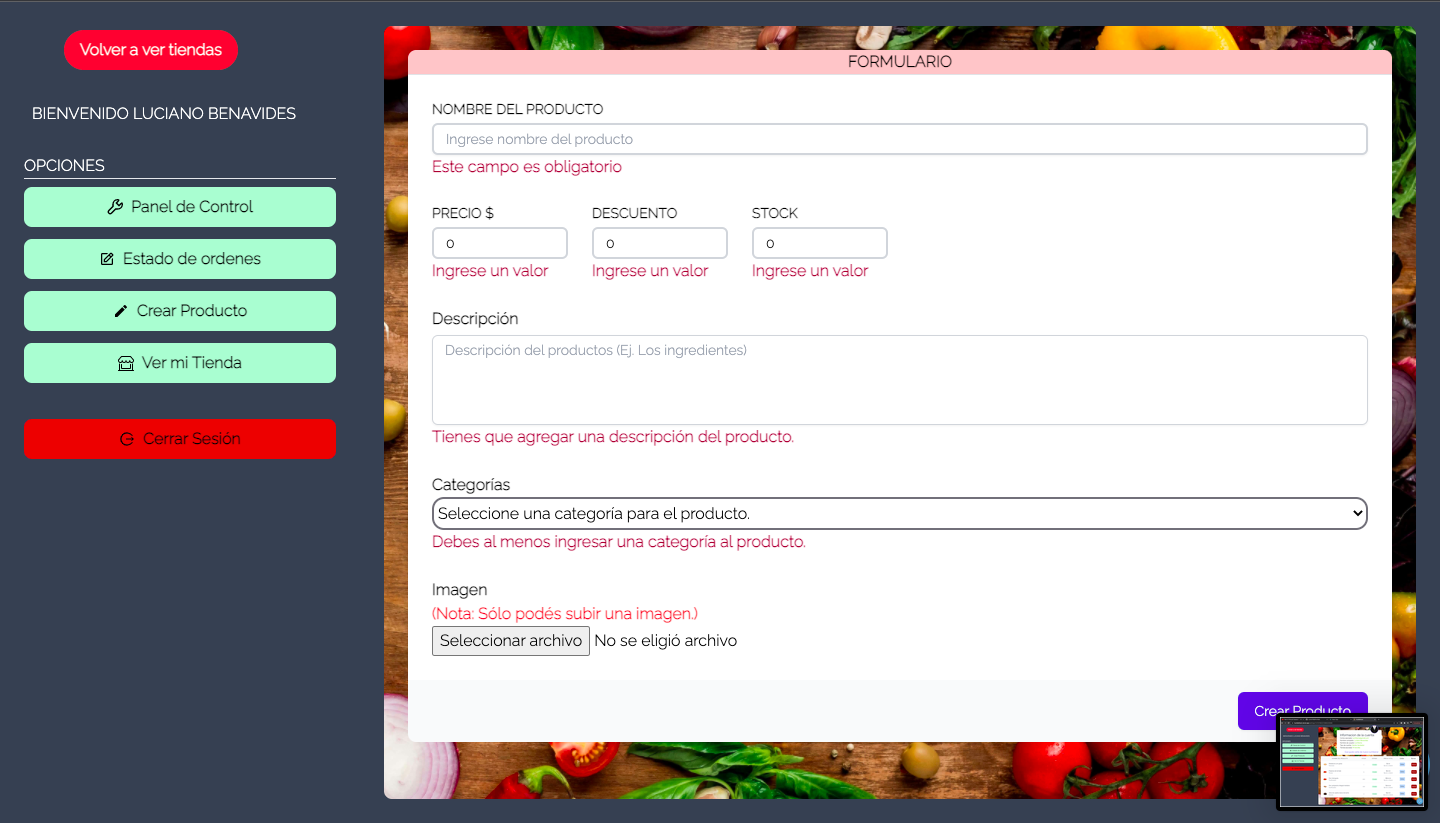 Volver a ver tiendas
BIENVENIDO LUCIANO BENAVIDES
OPCIONES
Panel de Control
Estado de ordenes
Crear Producto
Ver mi Tienda
Cerrar Sesión
FORMULARIO
NOMBRE DEL PRODUCTO
Ingrese nombre del producto
Este campo es obligatorio
PRECIO $ DESCUENTO STOCK
0 0 0
Ingrese un valor Ingrese un valor Ingrese un valor
Descripción
Descripción del productos (Ej. Los ingredientes)
Tienes que agregar una descripción del producto.
Categorías
Seleccione una categoría para el producto.
Debes al menos ingresar una categoría al producto.
Imagen
(Nota: Sólo podés subir una imagen.)
Seleccionar archivo No se eligió archivo
Crear Producto